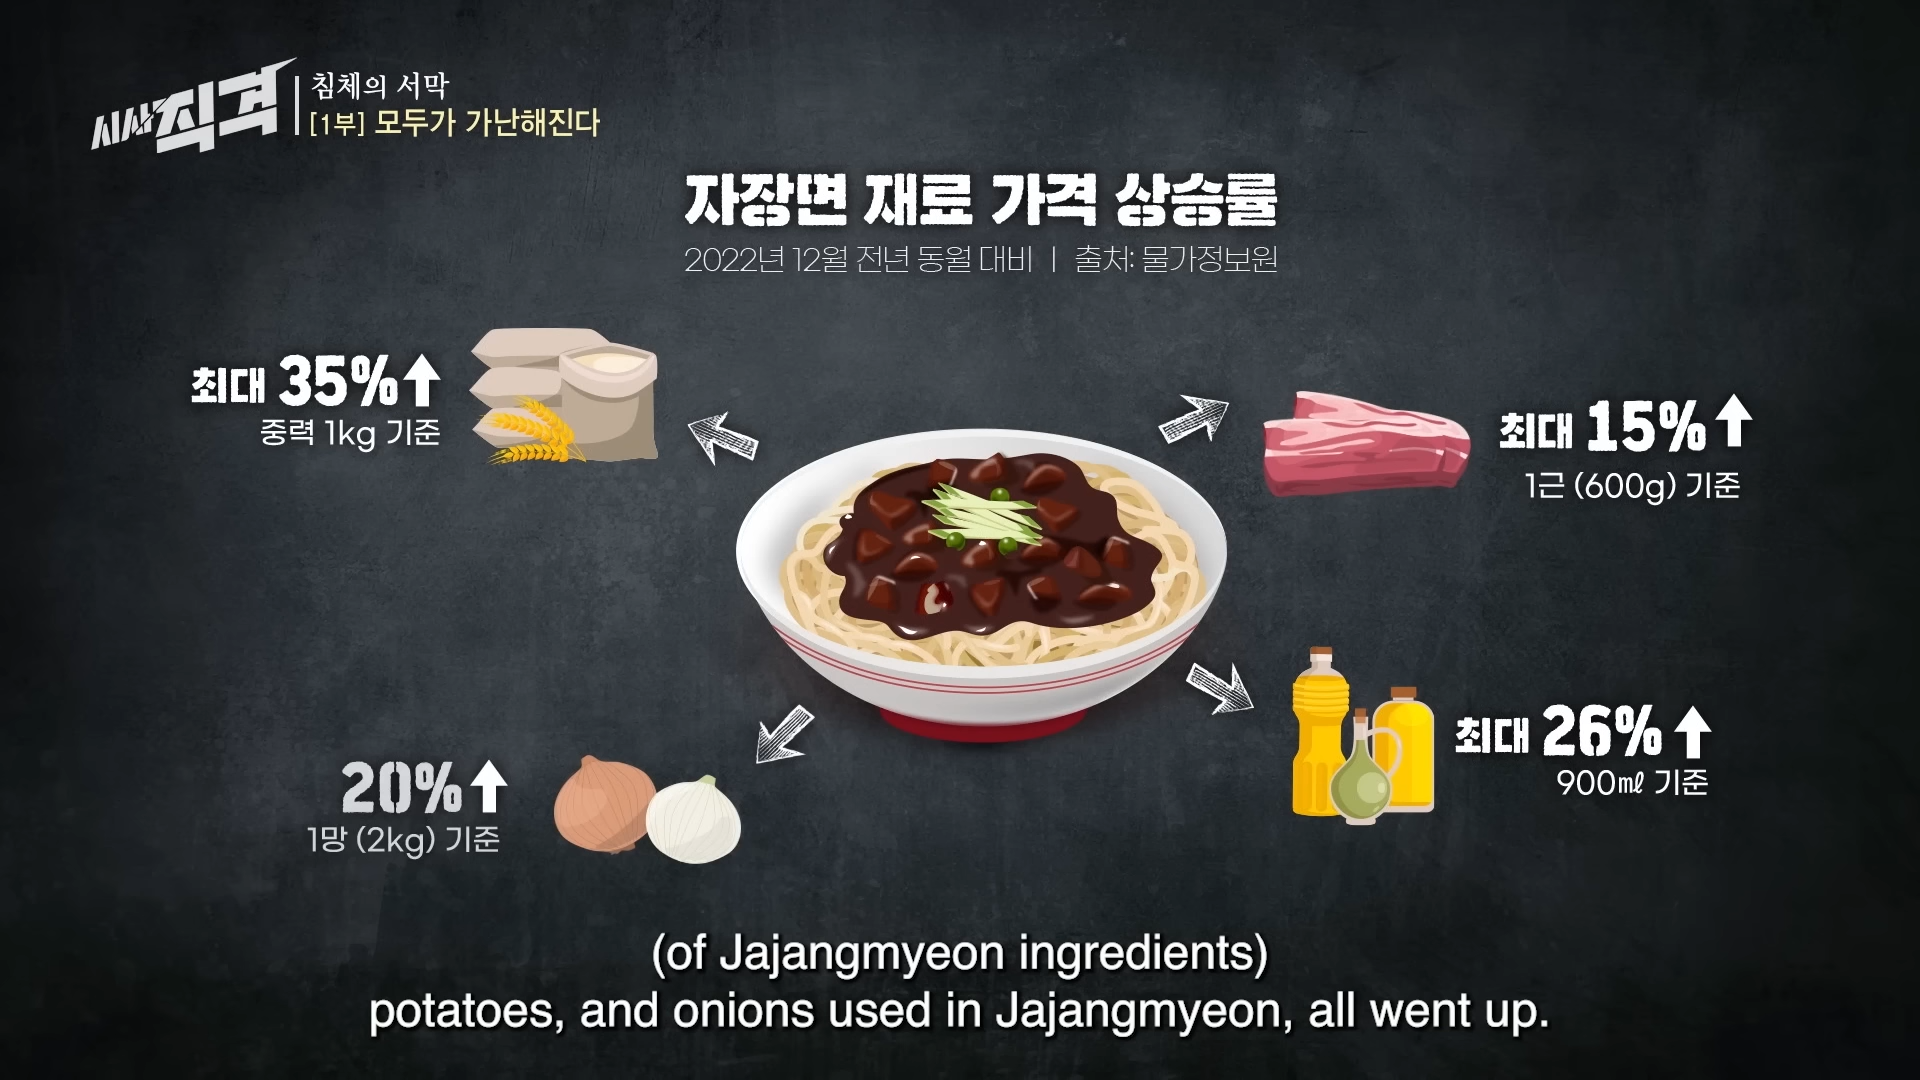 시사직격
침체의 서막
[1부] 모두가 가난해진다
자장면 재료 가격 상승률
2022년 12월 전년 동월 대비 | 출처: 물가정보원
최대 35%
중력 1kg 기준
최대 15%
1근 (600g) 기준
20%
1망 (2kg) 기준
최대 26%
900㎖ 기준
(of Jajangmyeon ingredients)
potatoes, and onions used in Jajangmyeon, all went up.